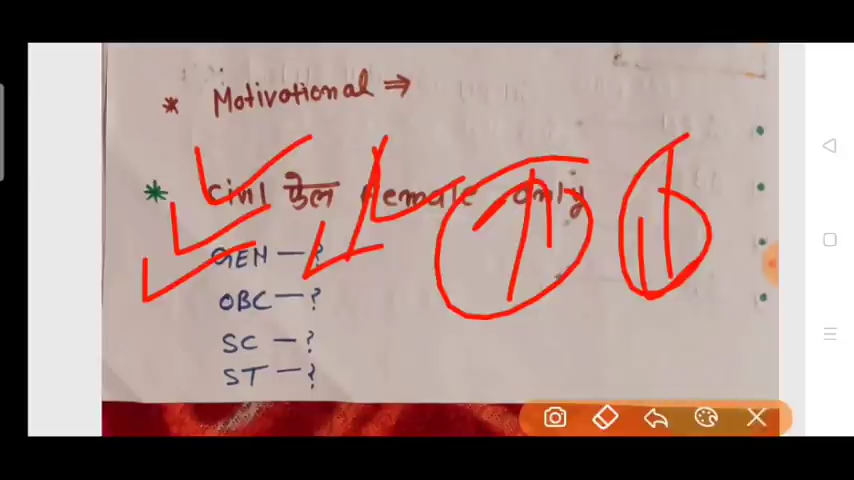 * Motivational ⇒
* Civil फेल Female only
GEN — ?
OBC — ?
SC — ?
ST — ?